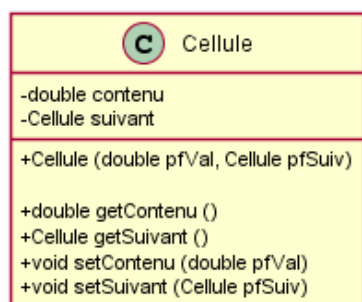 C Cellule
-double contenu
-Cellule suivant
+Cellule (double pfVal, Cellule pfSuiv)
+double getContenu ()
+Cellule getSuivant ()
+void setContenu (double pfVal)
+void setSuivant (Cellule pfSuiv)